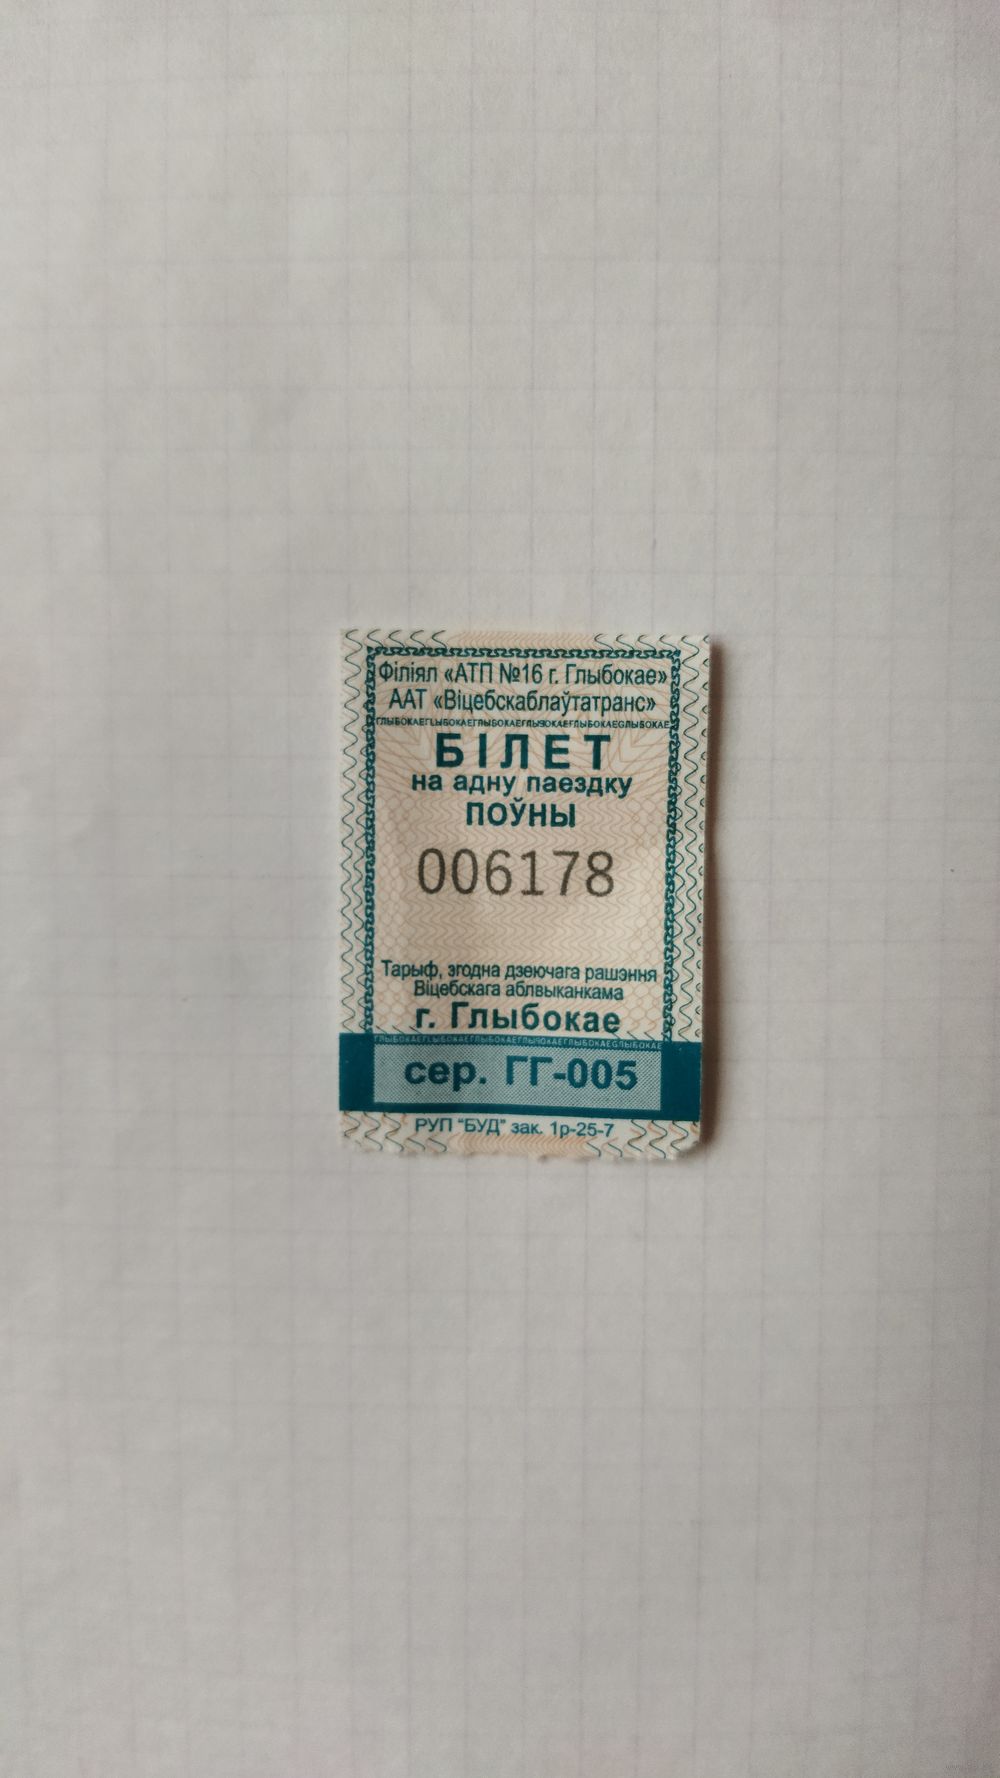 Філіял «АТП №16 г. Глыбокае»
ААТ «Віцебскаблаўтатранс»
БІЛЕТ
на адну паездку
ПОЎНЫ
006178
Тарыф, згодна дзеючага рашэння
Віцебскага аблвыканкама
г. Глыбокае
сер. ГГ-005
РУП "БУД" зак. 1р-25-7